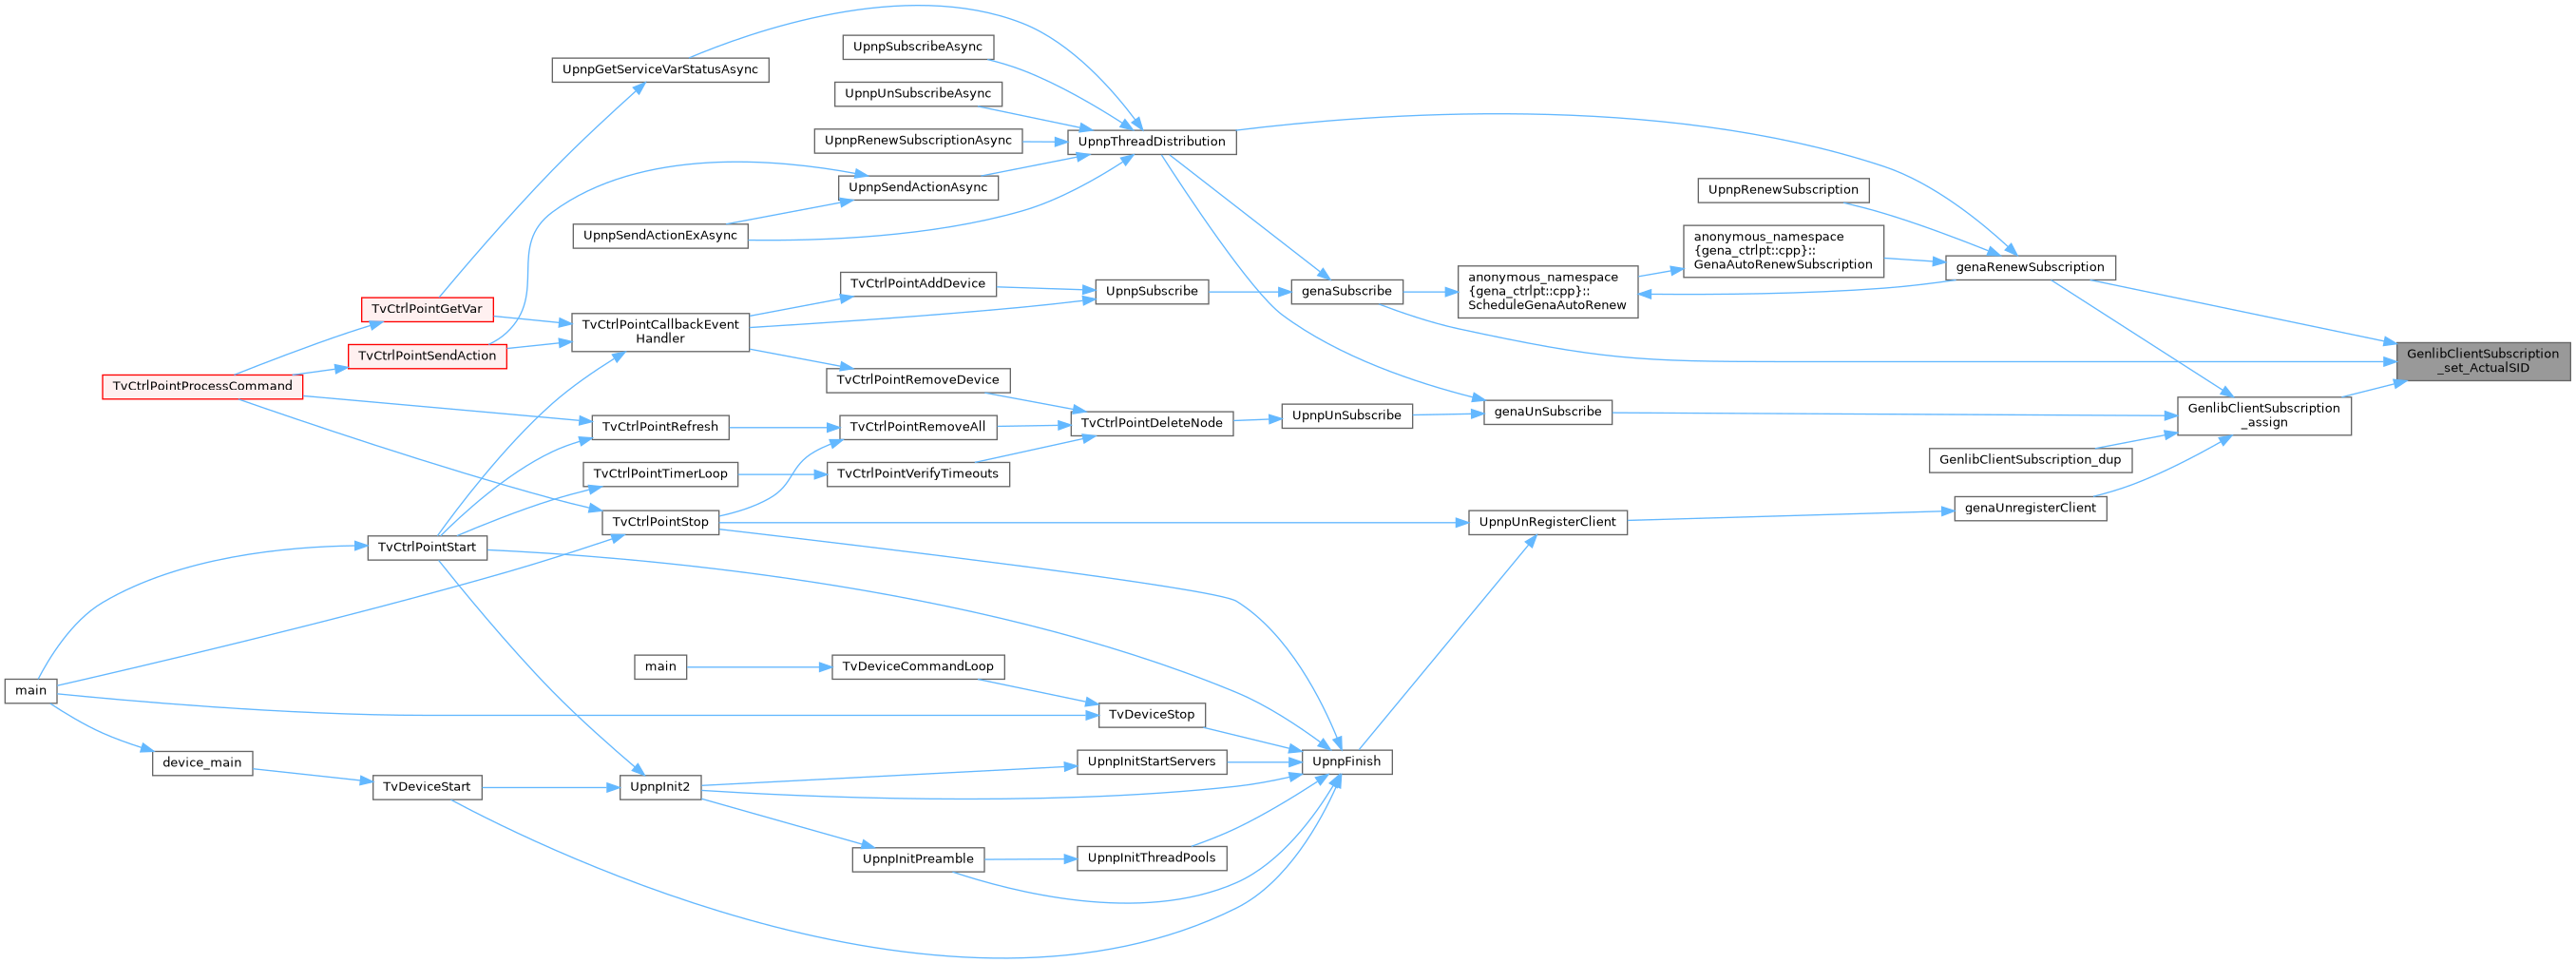 UpnpSubscribeAsync
UpnpGetServiceVarStatusAsync
UpnpUnSubscribeAsync
UpnpRenewSubscriptionAsync
UpnpThreadDistribution
UpnpSendActionAsync
UpnpRenewSubscription
UpnpSendActionExAsync
anonymous_namespace
{gena_ctrlpt::cpp}::
GenaAutoRenewSubscription
genaRenewSubscription
TvCtrlPointAddDevice
UpnpSubscribe
genaSubscribe
anonymous_namespace
{gena_ctrlpt::cpp}::
ScheduleGenaAutoRenew
TvCtrlPointGetVar
TvCtrlPointCallbackEvent
Handler
TvCtrlPointSendAction
GenlibClientSubscription
_set_ActualSID
TvCtrlPointProcessCommand
TvCtrlPointRemoveDevice
genaUnSubscribe
GenlibClientSubscription
_assign
TvCtrlPointRefresh
TvCtrlPointRemoveAll
TvCtrlPointDeleteNode
UpnpUnSubscribe
GenlibClientSubscription_dup
TvCtrlPointTimerLoop
TvCtrlPointVerifyTimeouts
genaUnregisterClient
TvCtrlPointStop
UpnpUnRegisterClient
TvCtrlPointStart
main
TvDeviceCommandLoop
main
TvDeviceStop
device_main
UpnpInitStartServers
UpnpFinish
TvDeviceStart
UpnpInit2
UpnpInitPreamble
UpnpInitThreadPools